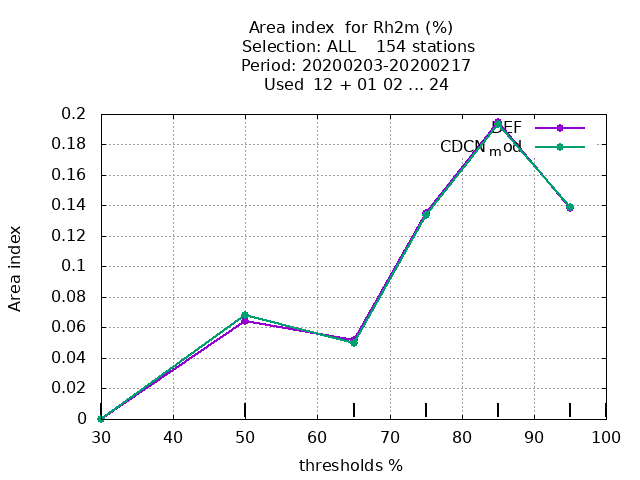 Area index  for Rh2m (%)
Selection: ALL    154 stations
Period: 20200203-20200217
Used  12 + 01 02 ... 24
DEF
CDCNmod
Area index
0.2
0.18
0.16
0.14
0.12
0.1
0.08
0.06
0.04
0.02
0
30 40 50 60 70 80 90 100
thresholds %